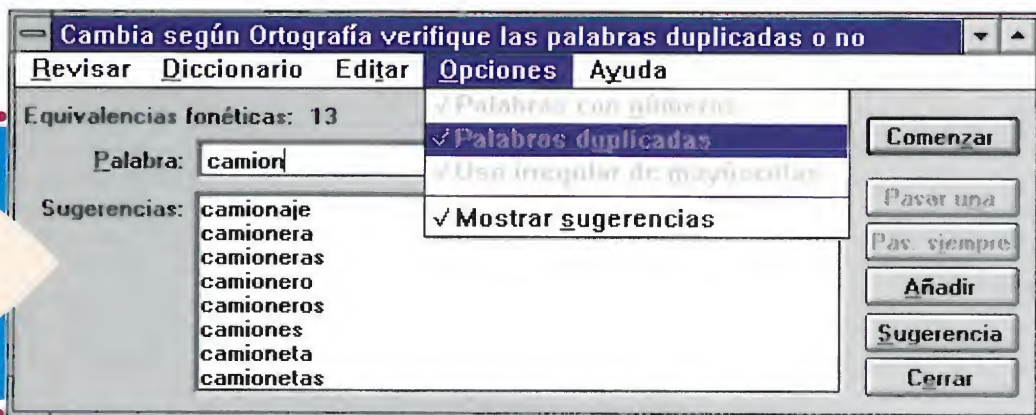 Cambia según Ortografía verifique las palabras duplicadas o no
Revisar Diccionario Editar Opciones Ayuda
Equivalencias fonéticas: 13
Palabra: camion
Sugerencias:
camionaje
camionera
camioneras
camionero
camioneros
camiones
camioneta
camionetas
√ Palabras con números
√ Palabras duplicadas
√ Uso irregular de mayúsculas
√ Mostrar sugerencias
Comenzar
Pasar una
Pas. siempre
Añadir
Sugerencia
Cerrar